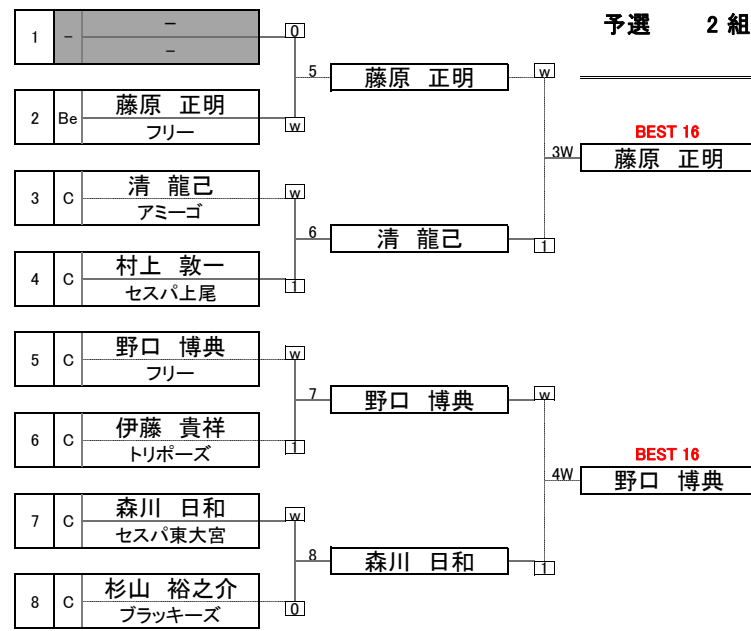 予選 2 組
1 - -
-
0
5 藤原 正明 w
2 Be 藤原 正明
フリー
w
BEST 16
3W 藤原 正明
3 C 清 龍己
アミーゴ
w
6 清 龍己 1
4 C 村上 敦一
セスパ上尾
1
5 C 野口 博典
フリー
w
7 野口 博典 w
6 C 伊藤 貴祥
トリポーズ
1
BEST 16
4W 野口 博典
7 C 森川 日和
セスパ東大宮
w
8 森川 日和 1
8 C 杉山 裕之介
ブラッキーズ
0